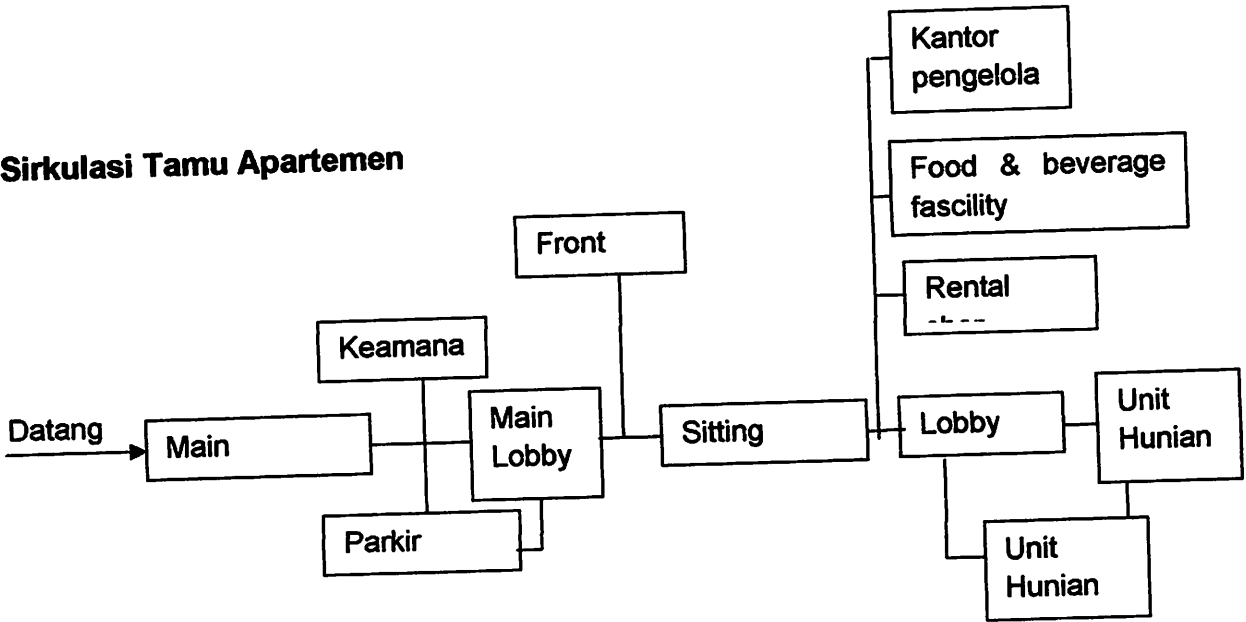 Sirkulasi Tamu Apartemen
Datang
Main
Keamana
Parkir
Main
Lobby
Front
Sitting
Kantor
pengelola
Food & beverage
fascility
Rental
Lobby
Unit
Hunian
Unit
Hunian